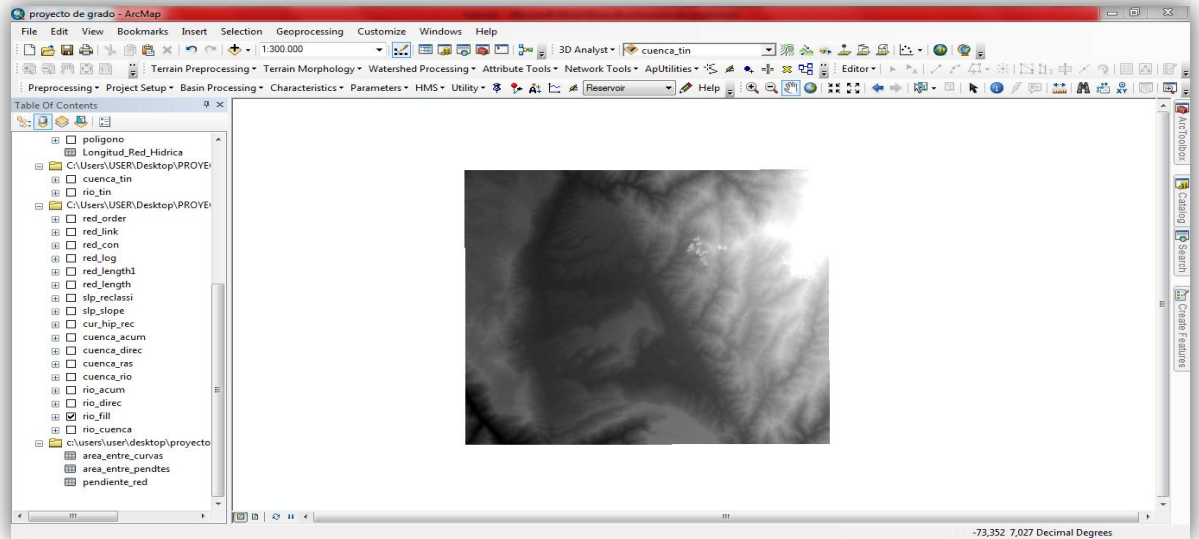 proyecto de grado - ArcMap
File Edit View Bookmarks Insert Selection Geoprocessing Customize Windows Help
1:300.000 3D Analyst cuenca_tin
Terrain Preprocessing Terrain Morphology Watershed Processing Attribute Tools Network Tools ApUtilities Editor
Preprocessing Project Setup Basin Processing Characteristics Parameters HMS Utility Reservoir Help
Table Of Contents
poligono
Longitud_Red_Hidrica
C:\Users\USER\Desktop\PROYE
cuenca_tin
rio_tin
C:\Users\USER\Desktop\PROYE
red_order
red_link
red_con
red_log
red_length1
red_length
slp_reclassi
slp_slope
cur_hip_rec
cuenca_acum
cuenca_direc
cuenca_ras
cuenca_rio
rio_acum
rio_direc
rio_fill
rio_cuenca
c:\users\user\desktop\proyecto
area_entre_curvas
area_entre_pendtes
pendiente_red
ArcToolbox
Catalog
Search
Create Features
-73,352 7,027 Decimal Degrees